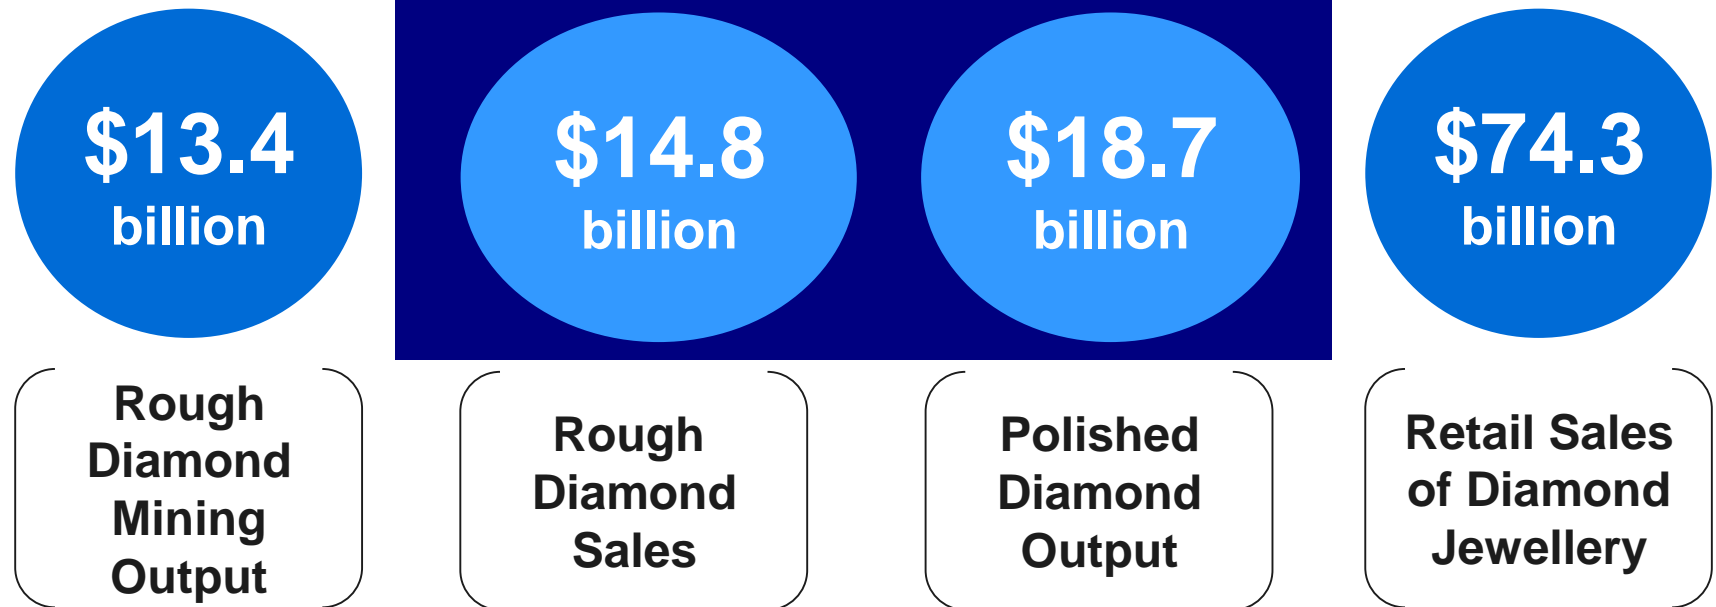 $13.4
billion
$14.8
billion
$18.7
billion
$74.3
billion
Rough
Diamond
Mining
Output
Rough
Diamond
Sales
Polished
Diamond
Output
Retail Sales
of Diamond
Jewellery